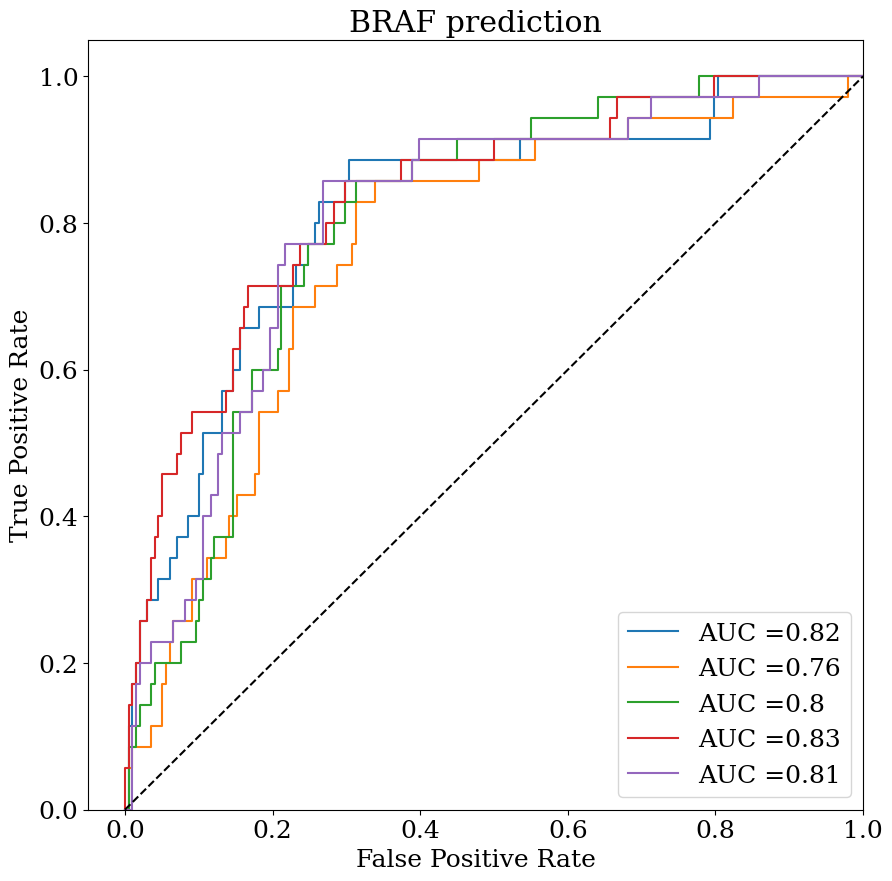 BRAF prediction
1.0
0.8
0.6
0.4
0.2
0.0
True Positive Rate
AUC =0.82
AUC =0.76
AUC =0.8
AUC =0.83
AUC =0.81
0.0 0.2 0.4 0.6 0.8 1.0
False Positive Rate